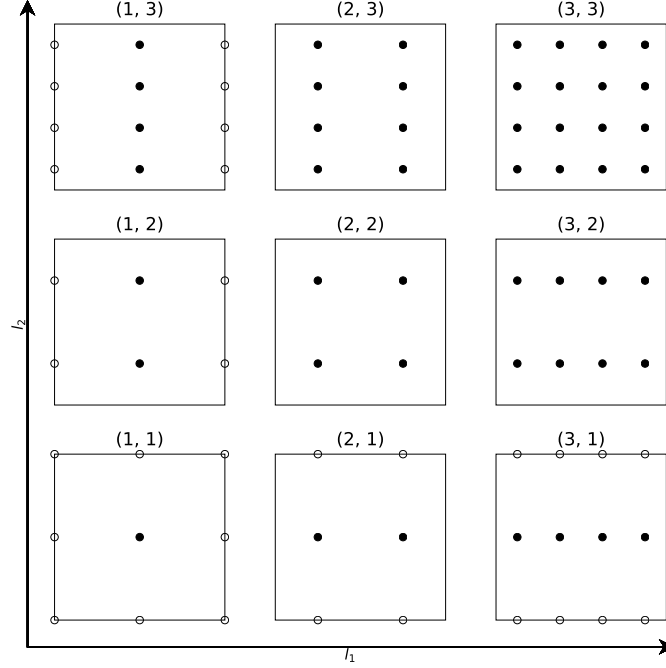 (1, 3) (2, 3) (3, 3)
(1, 2) (2, 2) (3, 2)
l₂
(1, 1) (2, 1) (3, 1)
l₁